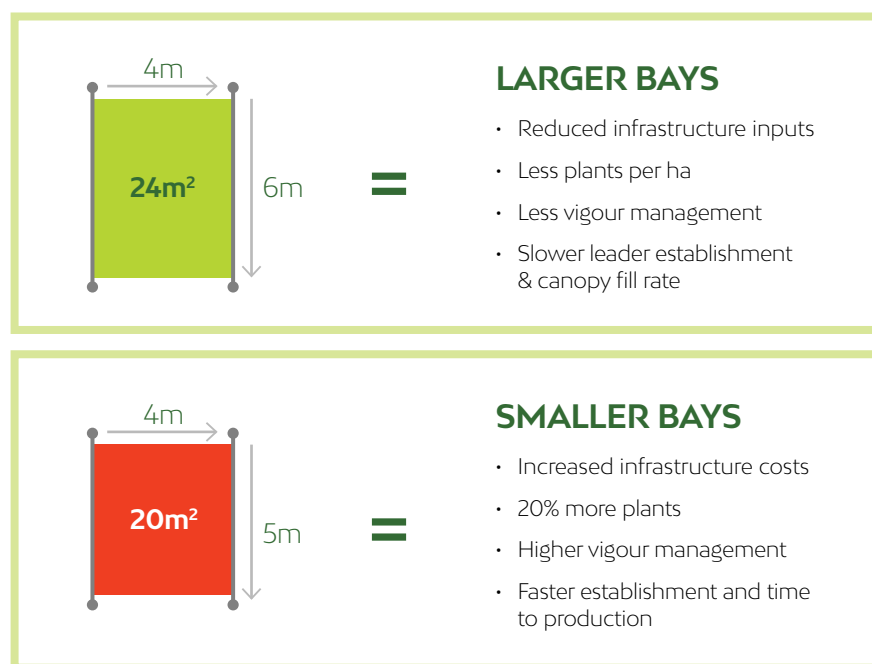 4m
24m²
6m
=
LARGER BAYS
• Reduced infrastructure inputs
• Less plants per ha
• Less vigour management
• Slower leader establishment
& canopy fill rate
4m
20m²
5m
=
SMALLER BAYS
• Increased infrastructure costs
• 20% more plants
• Higher vigour management
• Faster establishment and time
to production